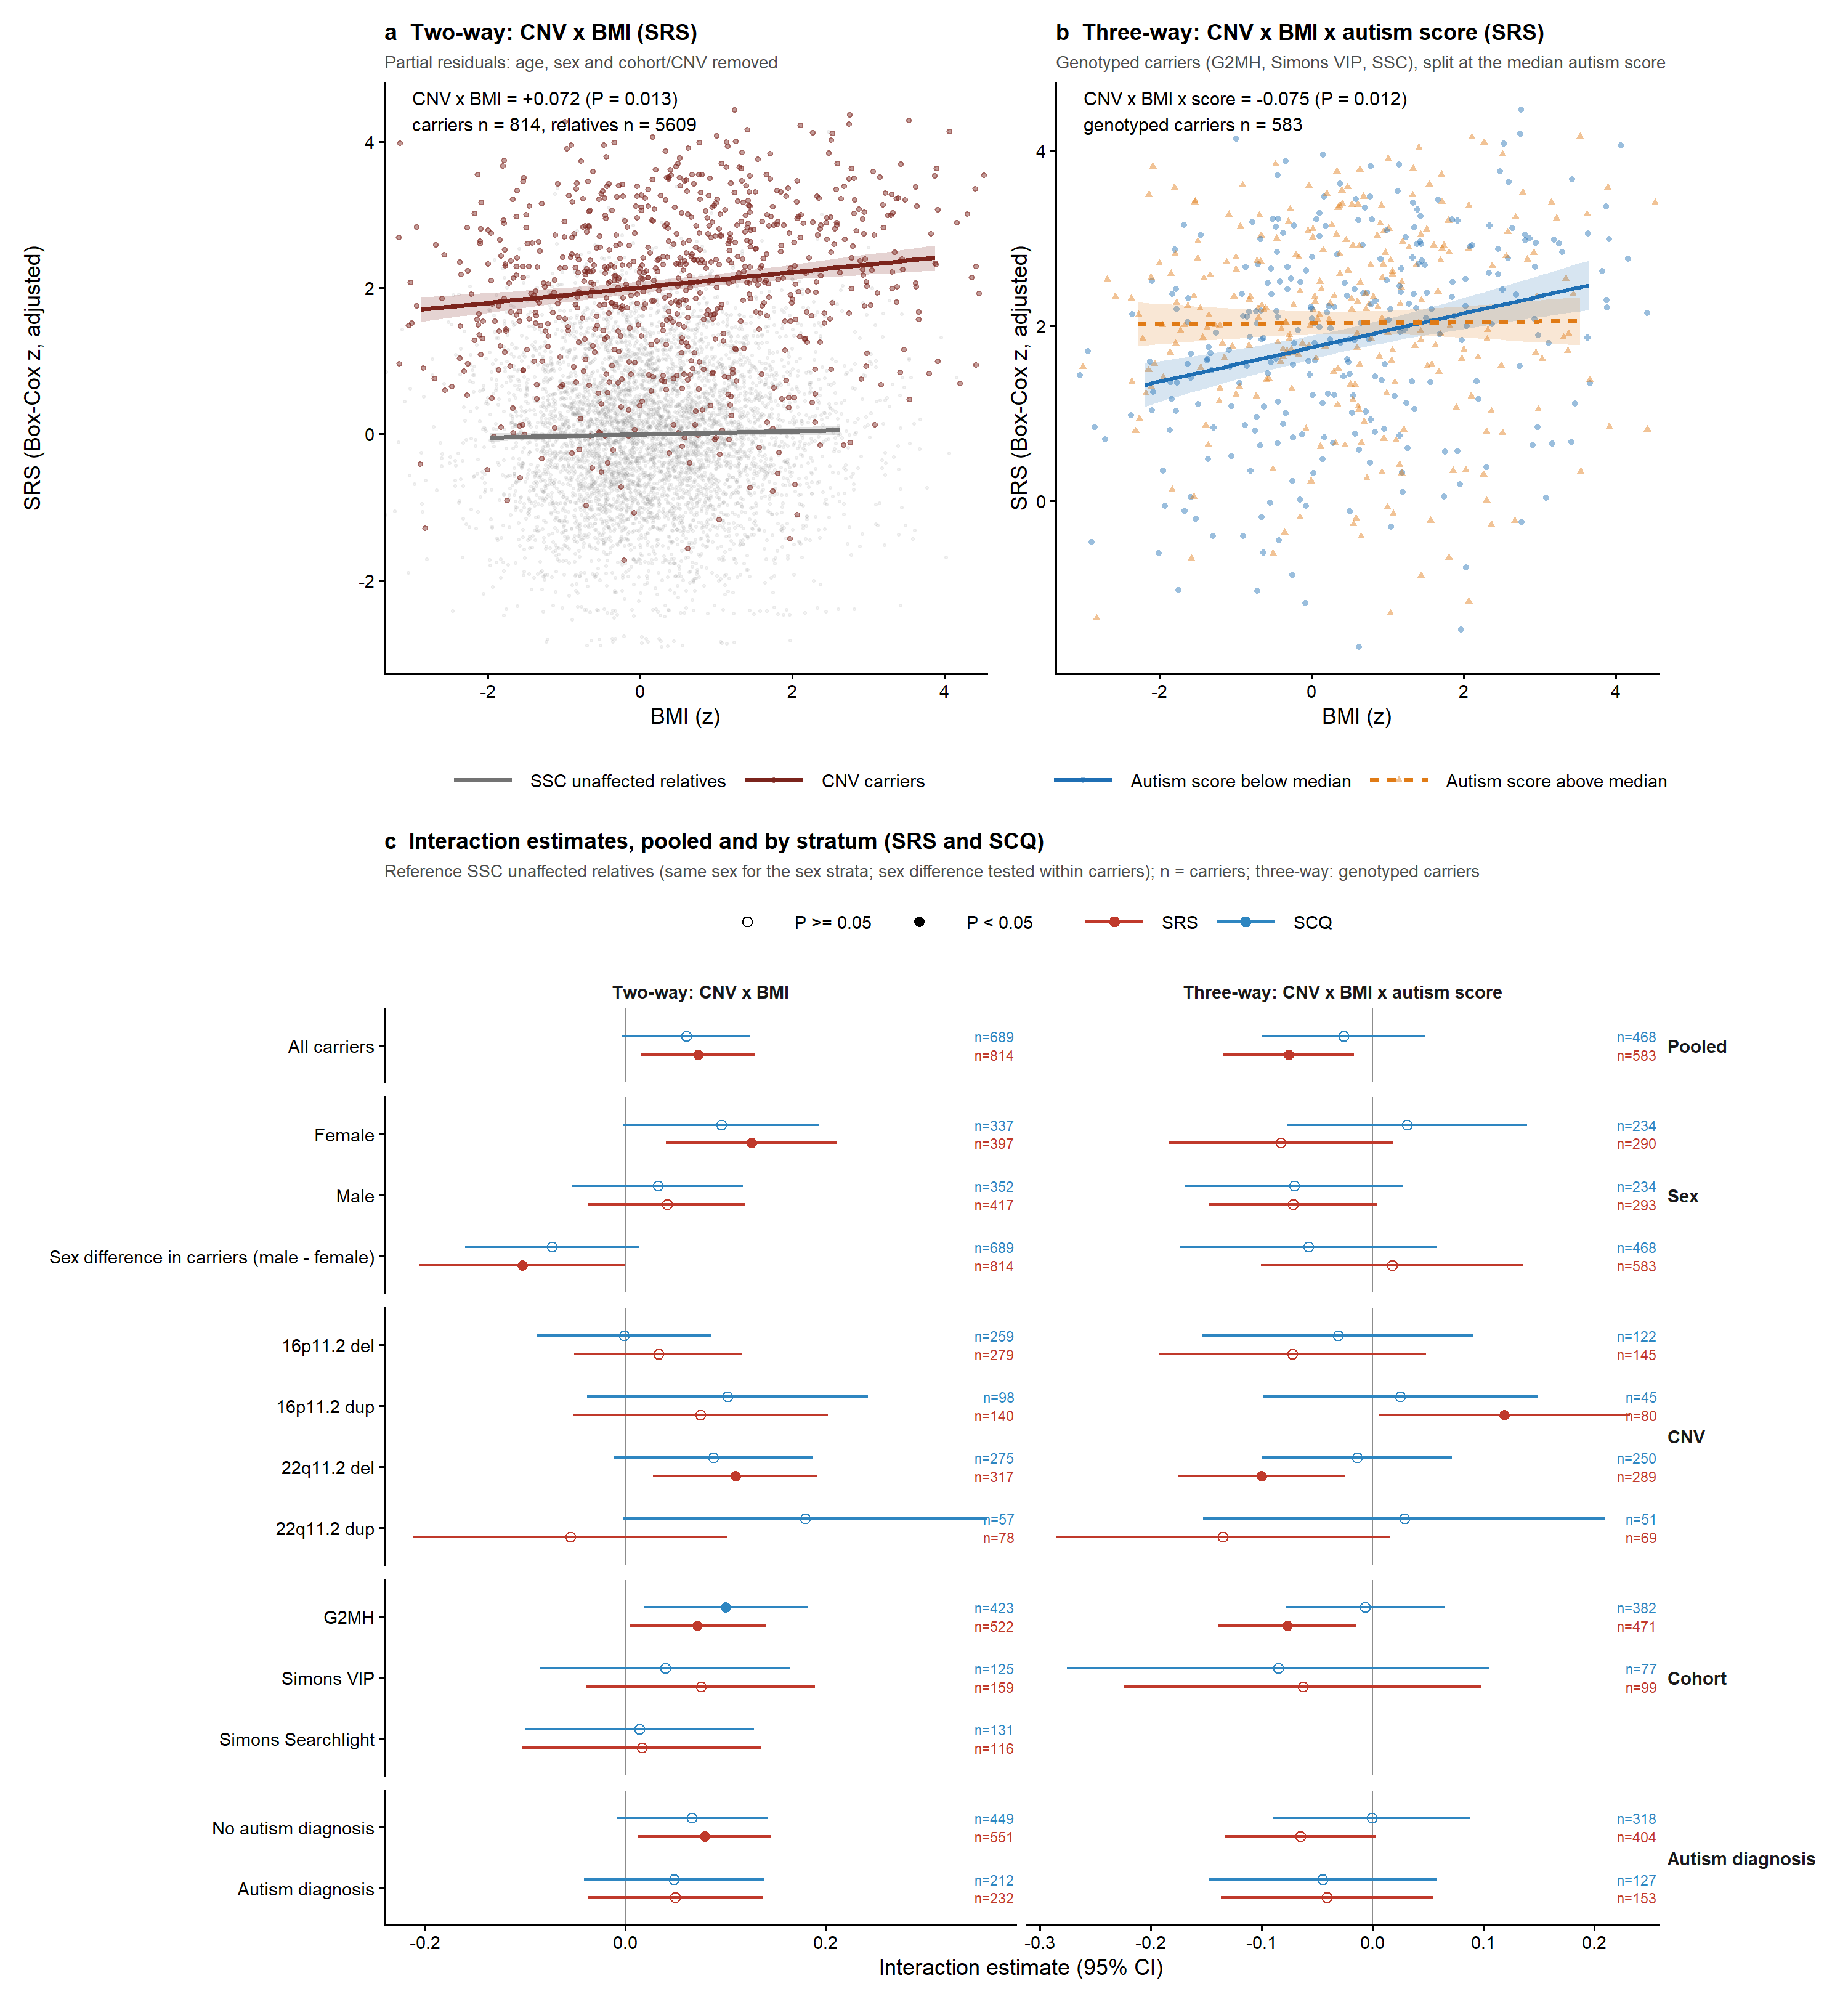 a Two-way: CNV x BMI (SRS)
Partial residuals: age, sex and cohort/CNV removed
CNV x BMI = +0.072 (P = 0.013)
carriers n = 814, relatives n = 5609
SRS (Box-Cox z, adjusted)
4
2
0
-2
-2
0
2
4
BMI (z)
SSC unaffected relatives
CNV carriers
b Three-way: CNV x BMI x autism score (SRS)
Genotyped carriers (G2MH, Simons VIP, SSC), split at the median autism score
CNV x BMI x score = -0.075 (P = 0.012)
genotyped carriers n = 583
SRS (Box-Cox z, adjusted)
4
2
0
-2
0
2
4
BMI (z)
Autism score below median
Autism score above median
c Interaction estimates, pooled and by stratum (SRS and SCQ)
Reference SSC unaffected relatives (same sex for the sex strata; sex difference tested within carriers); n = carriers; three-way: genotyped carriers
P >= 0.05
P < 0.05
SRS
SCQ
Two-way: CNV x BMI
Three-way: CNV x BMI x autism score
All carriers
n=689
n=814
n=468
n=583
Pooled
Female
n=337
n=397
n=234
n=290
Male
n=352
n=417
n=234
n=293
Sex
Sex difference in carriers (male - female)
n=689
n=814
n=468
n=583
16p11.2 del
n=259
n=279
n=122
n=145
16p11.2 dup
n=98
n=140
n=45
n=80
CNV
22q11.2 del
n=275
n=317
n=250
n=289
22q11.2 dup
n=57
n=78
n=51
n=69
G2MH
n=423
n=522
n=382
n=471
Simons VIP
n=125
n=159
n=77
n=99
Cohort
Simons Searchlight
n=131
n=116
No autism diagnosis
n=449
n=551
n=318
n=404
Autism diagnosis
Autism diagnosis
n=212
n=232
n=127
n=153
-0.2
0.0
0.2
-0.3
-0.2
-0.1
0.0
0.1
0.2
Interaction estimate (95% CI)